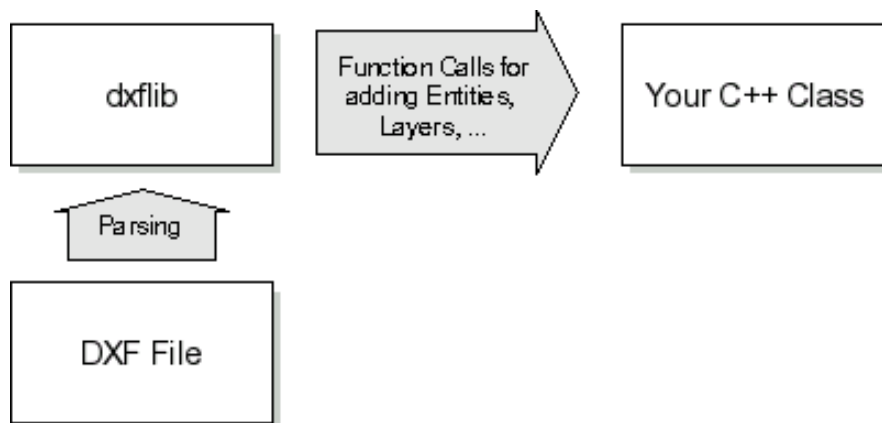 dxflib
Function Calls for
adding Entities,
Layers, ...
Your C++ Class
Parsing
DXF File